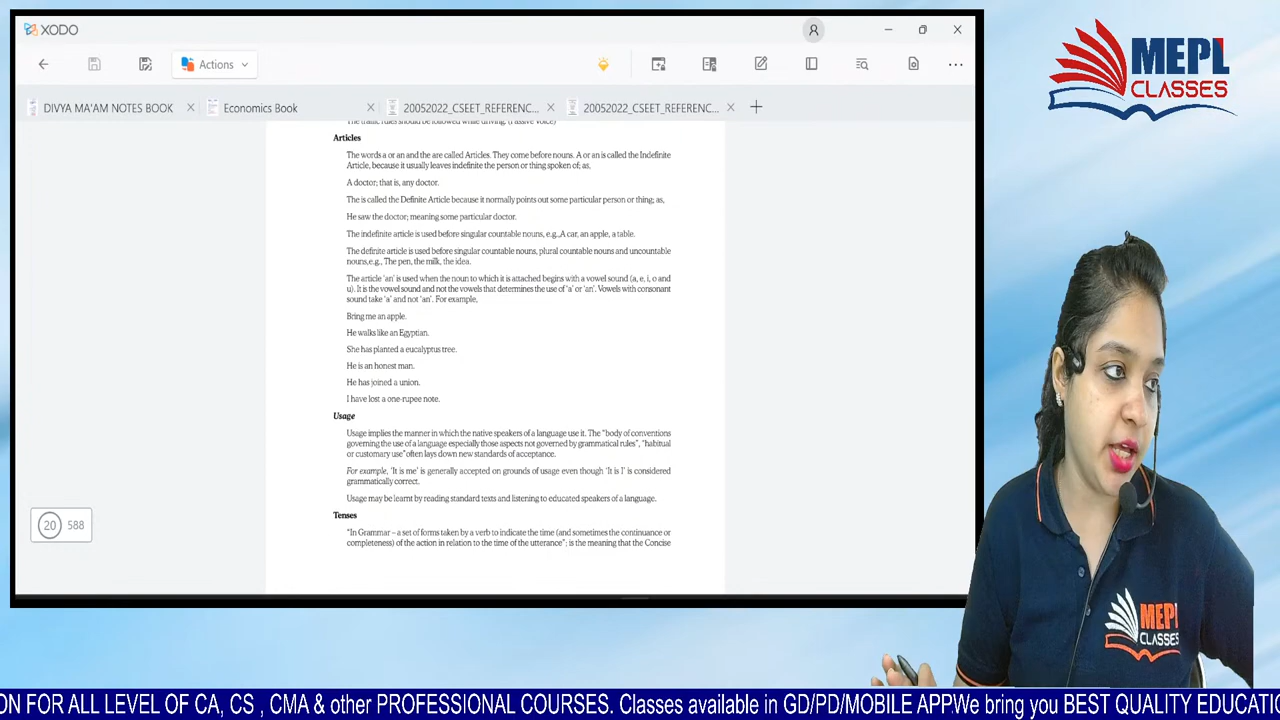 XODO
Actions
DIVYA MA'AM NOTES BOOK
Economics Book
20052022_CSEET_REFERENC...
20052022_CSEET_REFERENC...
The traffic rules should be followed while driving. (Passive Voice)
Articles
The words a or an and the are called Articles. They come before nouns. A or an is called the Indefinite
Article, because it usually leaves indefinite the person or thing spoken of; as,
A doctor; that is, any doctor.
The is called the Definite Article because it normally points out some particular person or thing; as,
He saw the doctor; meaning some particular doctor.
The indefinite article is used before singular countable nouns, e.g.,A car, an apple, a table.
The definite article is used before singular countable nouns, plural countable nouns and uncountable
nouns,e.g., The pen, the milk, the idea.
The article 'an' is used when the noun to which it is attached begins with a vowel sound (a, e, i, o and
u). It is the vowel sound and not the vowels that determines the use of 'a' or 'an'. Vowels with consonant
sound take 'a' and not 'an'. For example,
Bring me an apple.
He walks like an Egyptian.
She has planted a eucalyptus tree.
He is an honest man.
He has joined a union.
I have lost a one-rupee note.
Usage
Usage implies the manner in which the native speakers of a language use it. The "body of conventions
governing the use of a language especially those aspects not governed by grammatical rules", "habitual
or customary use"often lays down new standards of acceptance.
For example, 'It is me' is generally accepted on grounds of usage even though 'It is I' is considered
grammatically correct.
Usage may be learnt by reading standard texts and listening to educated speakers of a language.
Tenses
"In Grammar – a set of forms taken by a verb to indicate the time (and sometimes the continuance or
completeness) of the action in relation to the time of the utterance"; is the meaning that the Concise
20 588
MEPL
CLASSES
MEPL
CLASSES
ON FOR ALL LEVEL OF CA, CS , CMA & other PROFESSIONAL COURSES. Classes available in GD/PD/MOBILE APPWe bring you BEST QUALITY EDUCATI